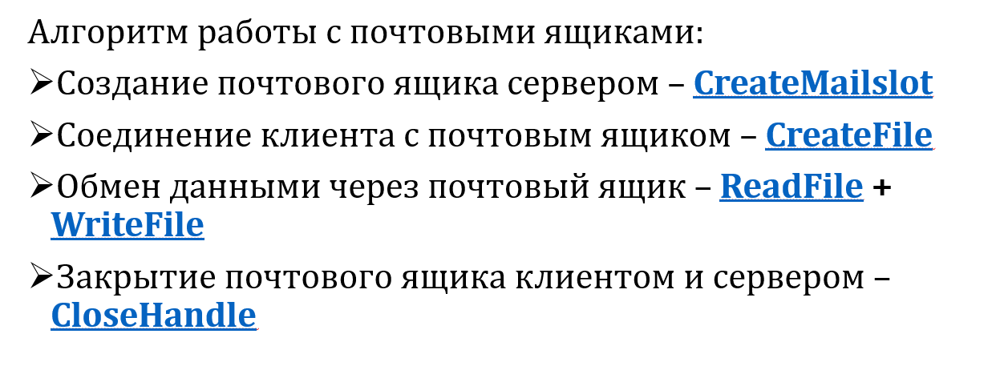 Алгоритм работы с почтовыми ящиками:
➢Создание почтового ящика сервером – CreateMailslot
➢Соединение клиента с почтовым ящиком – CreateFile
➢Обмен данными через почтовый ящик – ReadFile +
WriteFile
➢Закрытие почтового ящика клиентом и сервером –
CloseHandle